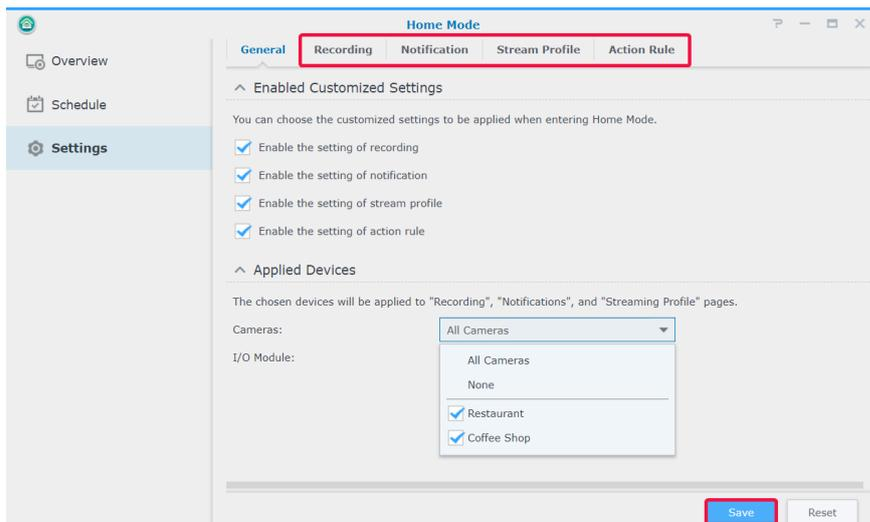 Home Mode
Overview
Schedule
Settings
General Recording Notification Stream Profile Action Rule
Enabled Customized Settings
You can choose the customized settings to be applied when entering Home Mode.
Enable the setting of recording
Enable the setting of notification
Enable the setting of stream profile
Enable the setting of action rule
Applied Devices
The chosen devices will be applied to "Recording", "Notifications", and "Streaming Profile" pages.
Cameras: All Cameras
I/O Module:
All Cameras
None
Restaurant
Coffee Shop
Save Reset